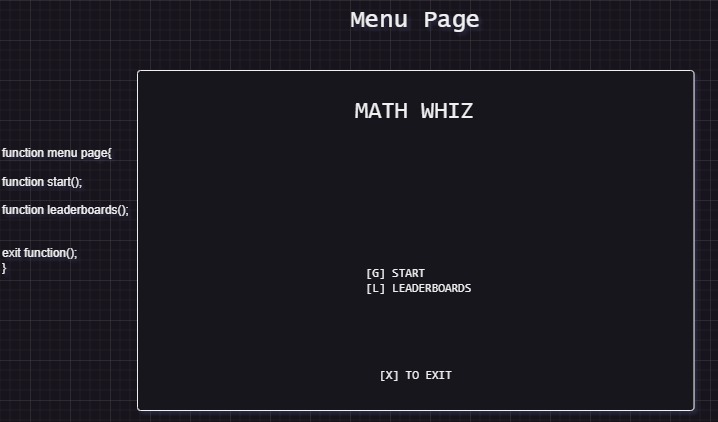 Menu Page
MATH WHIZ
function menu page{
function start();
function leaderboards();
exit function();
}
[G] START
[L] LEADERBOARDS
[X] TO EXIT